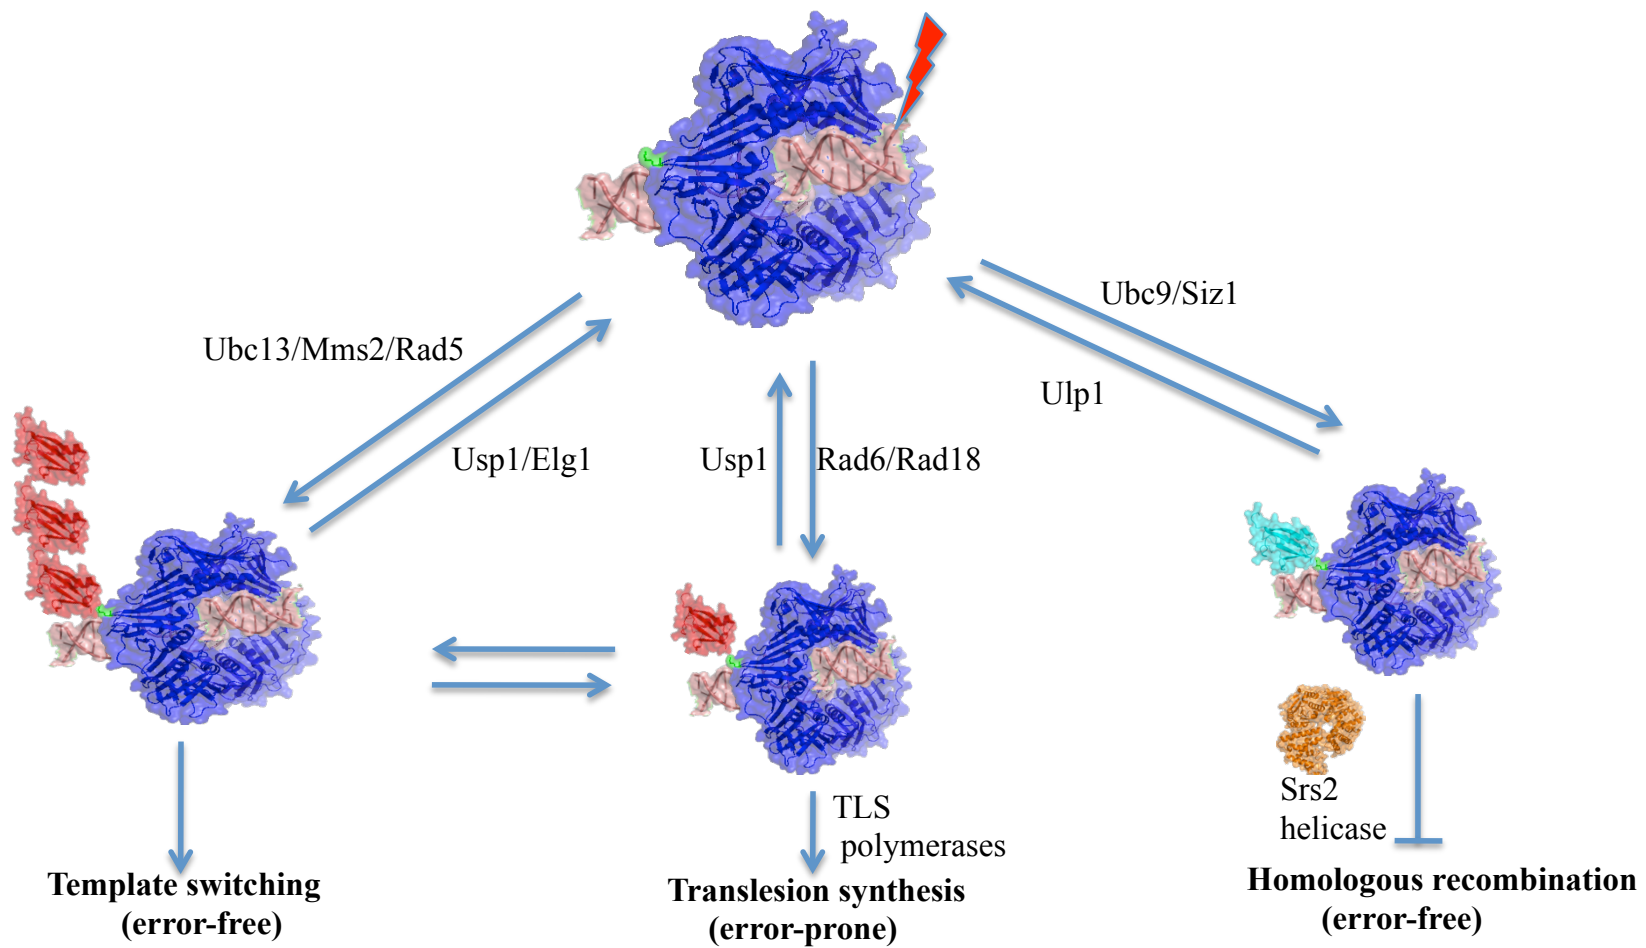 Ubc9/Siz1
Ubc13/Mms2/Rad5
Ulp1
Usp1/Elg1
Usp1
Rad6/Rad18
Srs2
helicase
TLS
polymerases
Template switching
(error-free)
Translesion synthesis
(error-prone)
Homologous recombination
(error-free)